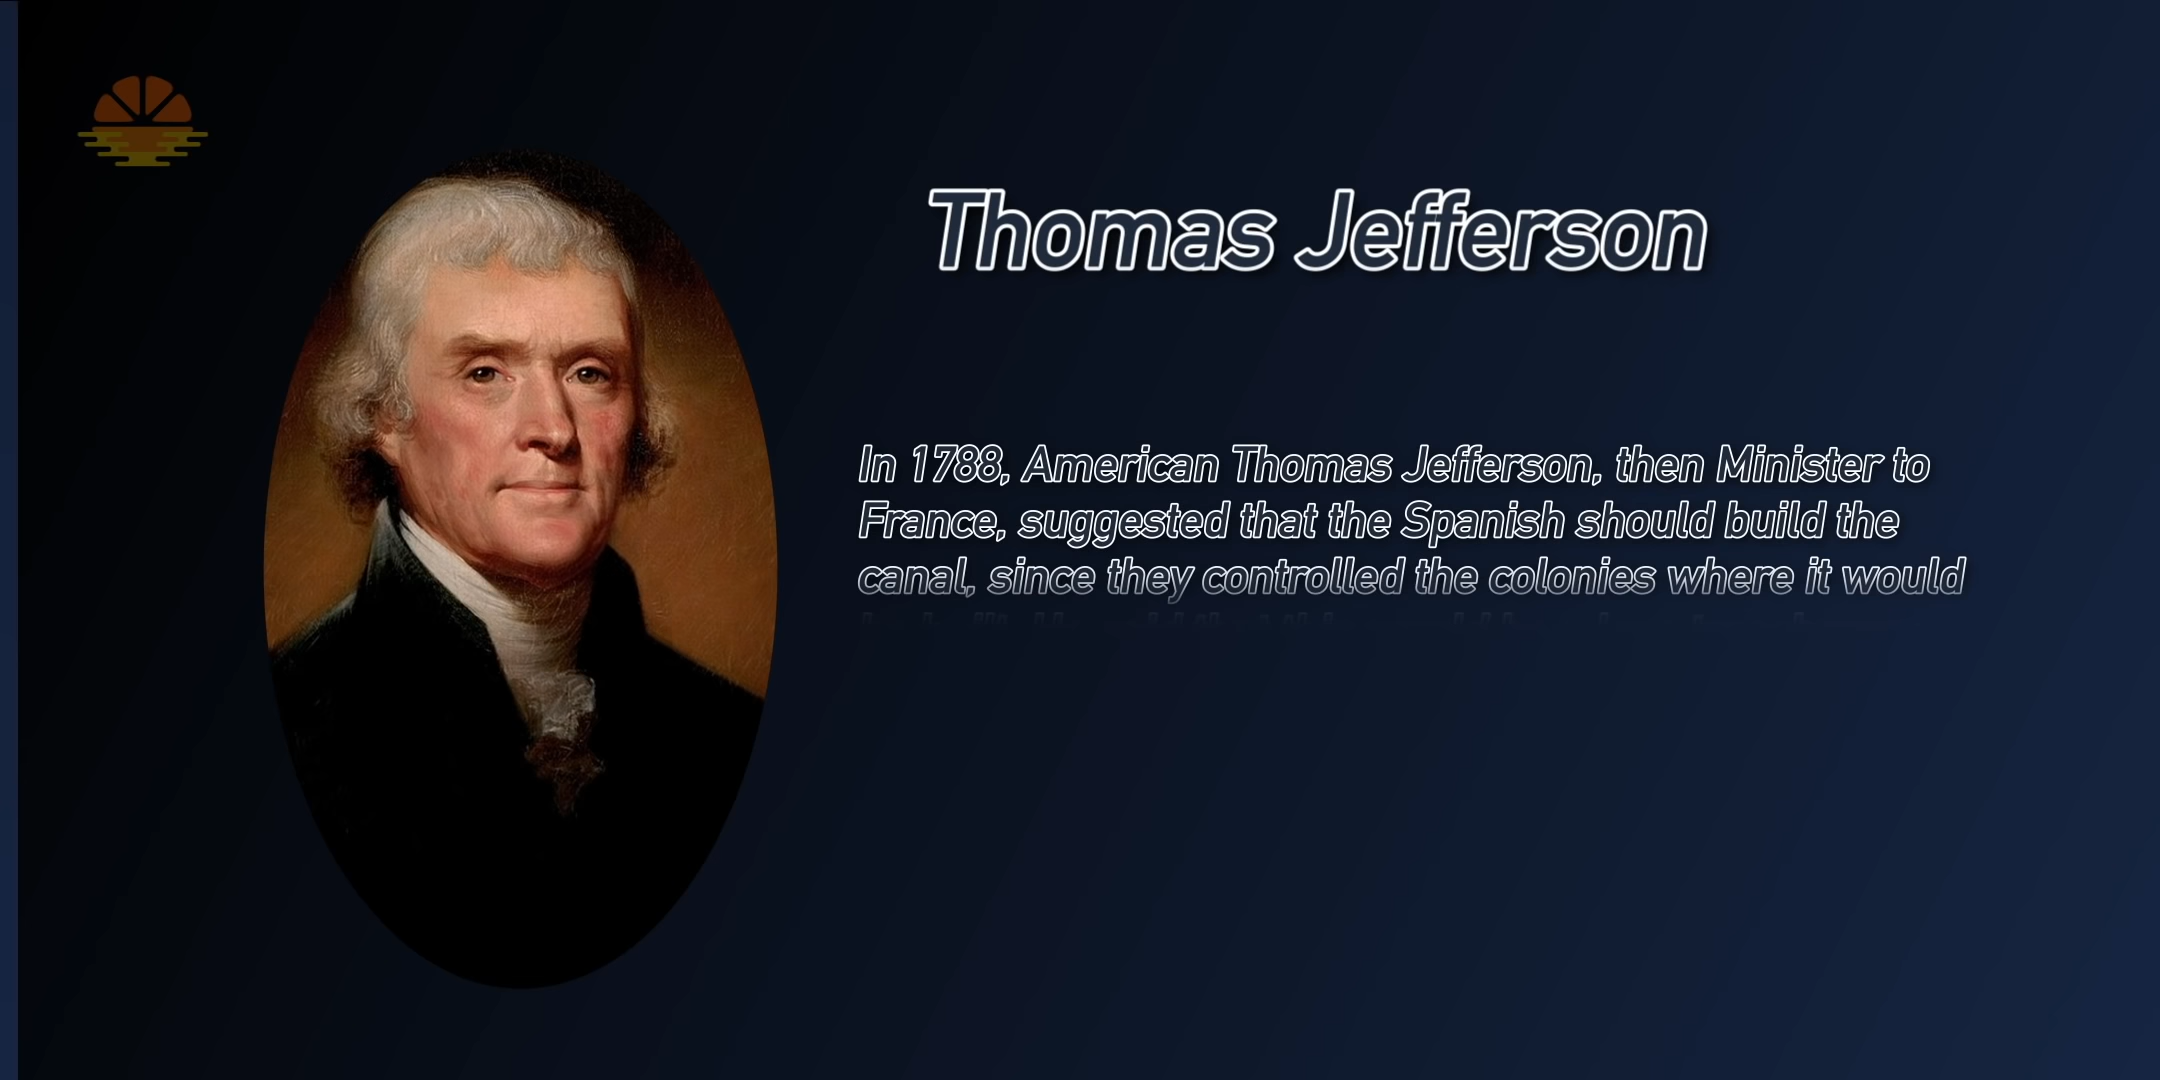 Thomas Jefferson
In 1788, American Thomas Jefferson, then Minister to
France, suggested that the Spanish should build the
canal, since they controlled the colonies where it would